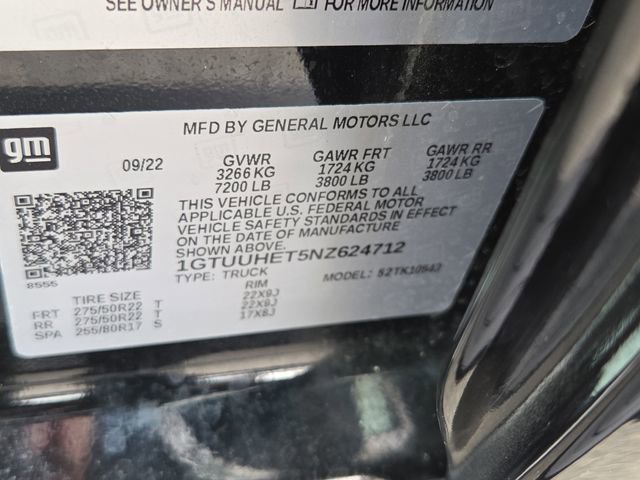 SEE OWNER'S MANUAL FOR MORE INFORMATION
gm
MFD BY GENERAL MOTORS LLC
09/22 GVWR GAWR FRT GAWR RR
3266 KG 1724 KG 1724 KG
7200 LB 3800 LB 3800 LB
THIS VEHICLE CONFORMS TO ALL
APPLICABLE U.S. FEDERAL MOTOR
VEHICLE SAFETY STANDARDS IN EFFECT
ON THE DATE OF MANUFACTURE
SHOWN ABOVE.
1GTUUHET5NZ624712
TYPE: TRUCK MODEL: 52TK10543
8555
TIRE SIZE RIM
FRT 275/50R22 T 22X9J
RR 275/50R22 T 22X9J
SPA 255/80R17 S 17X8J